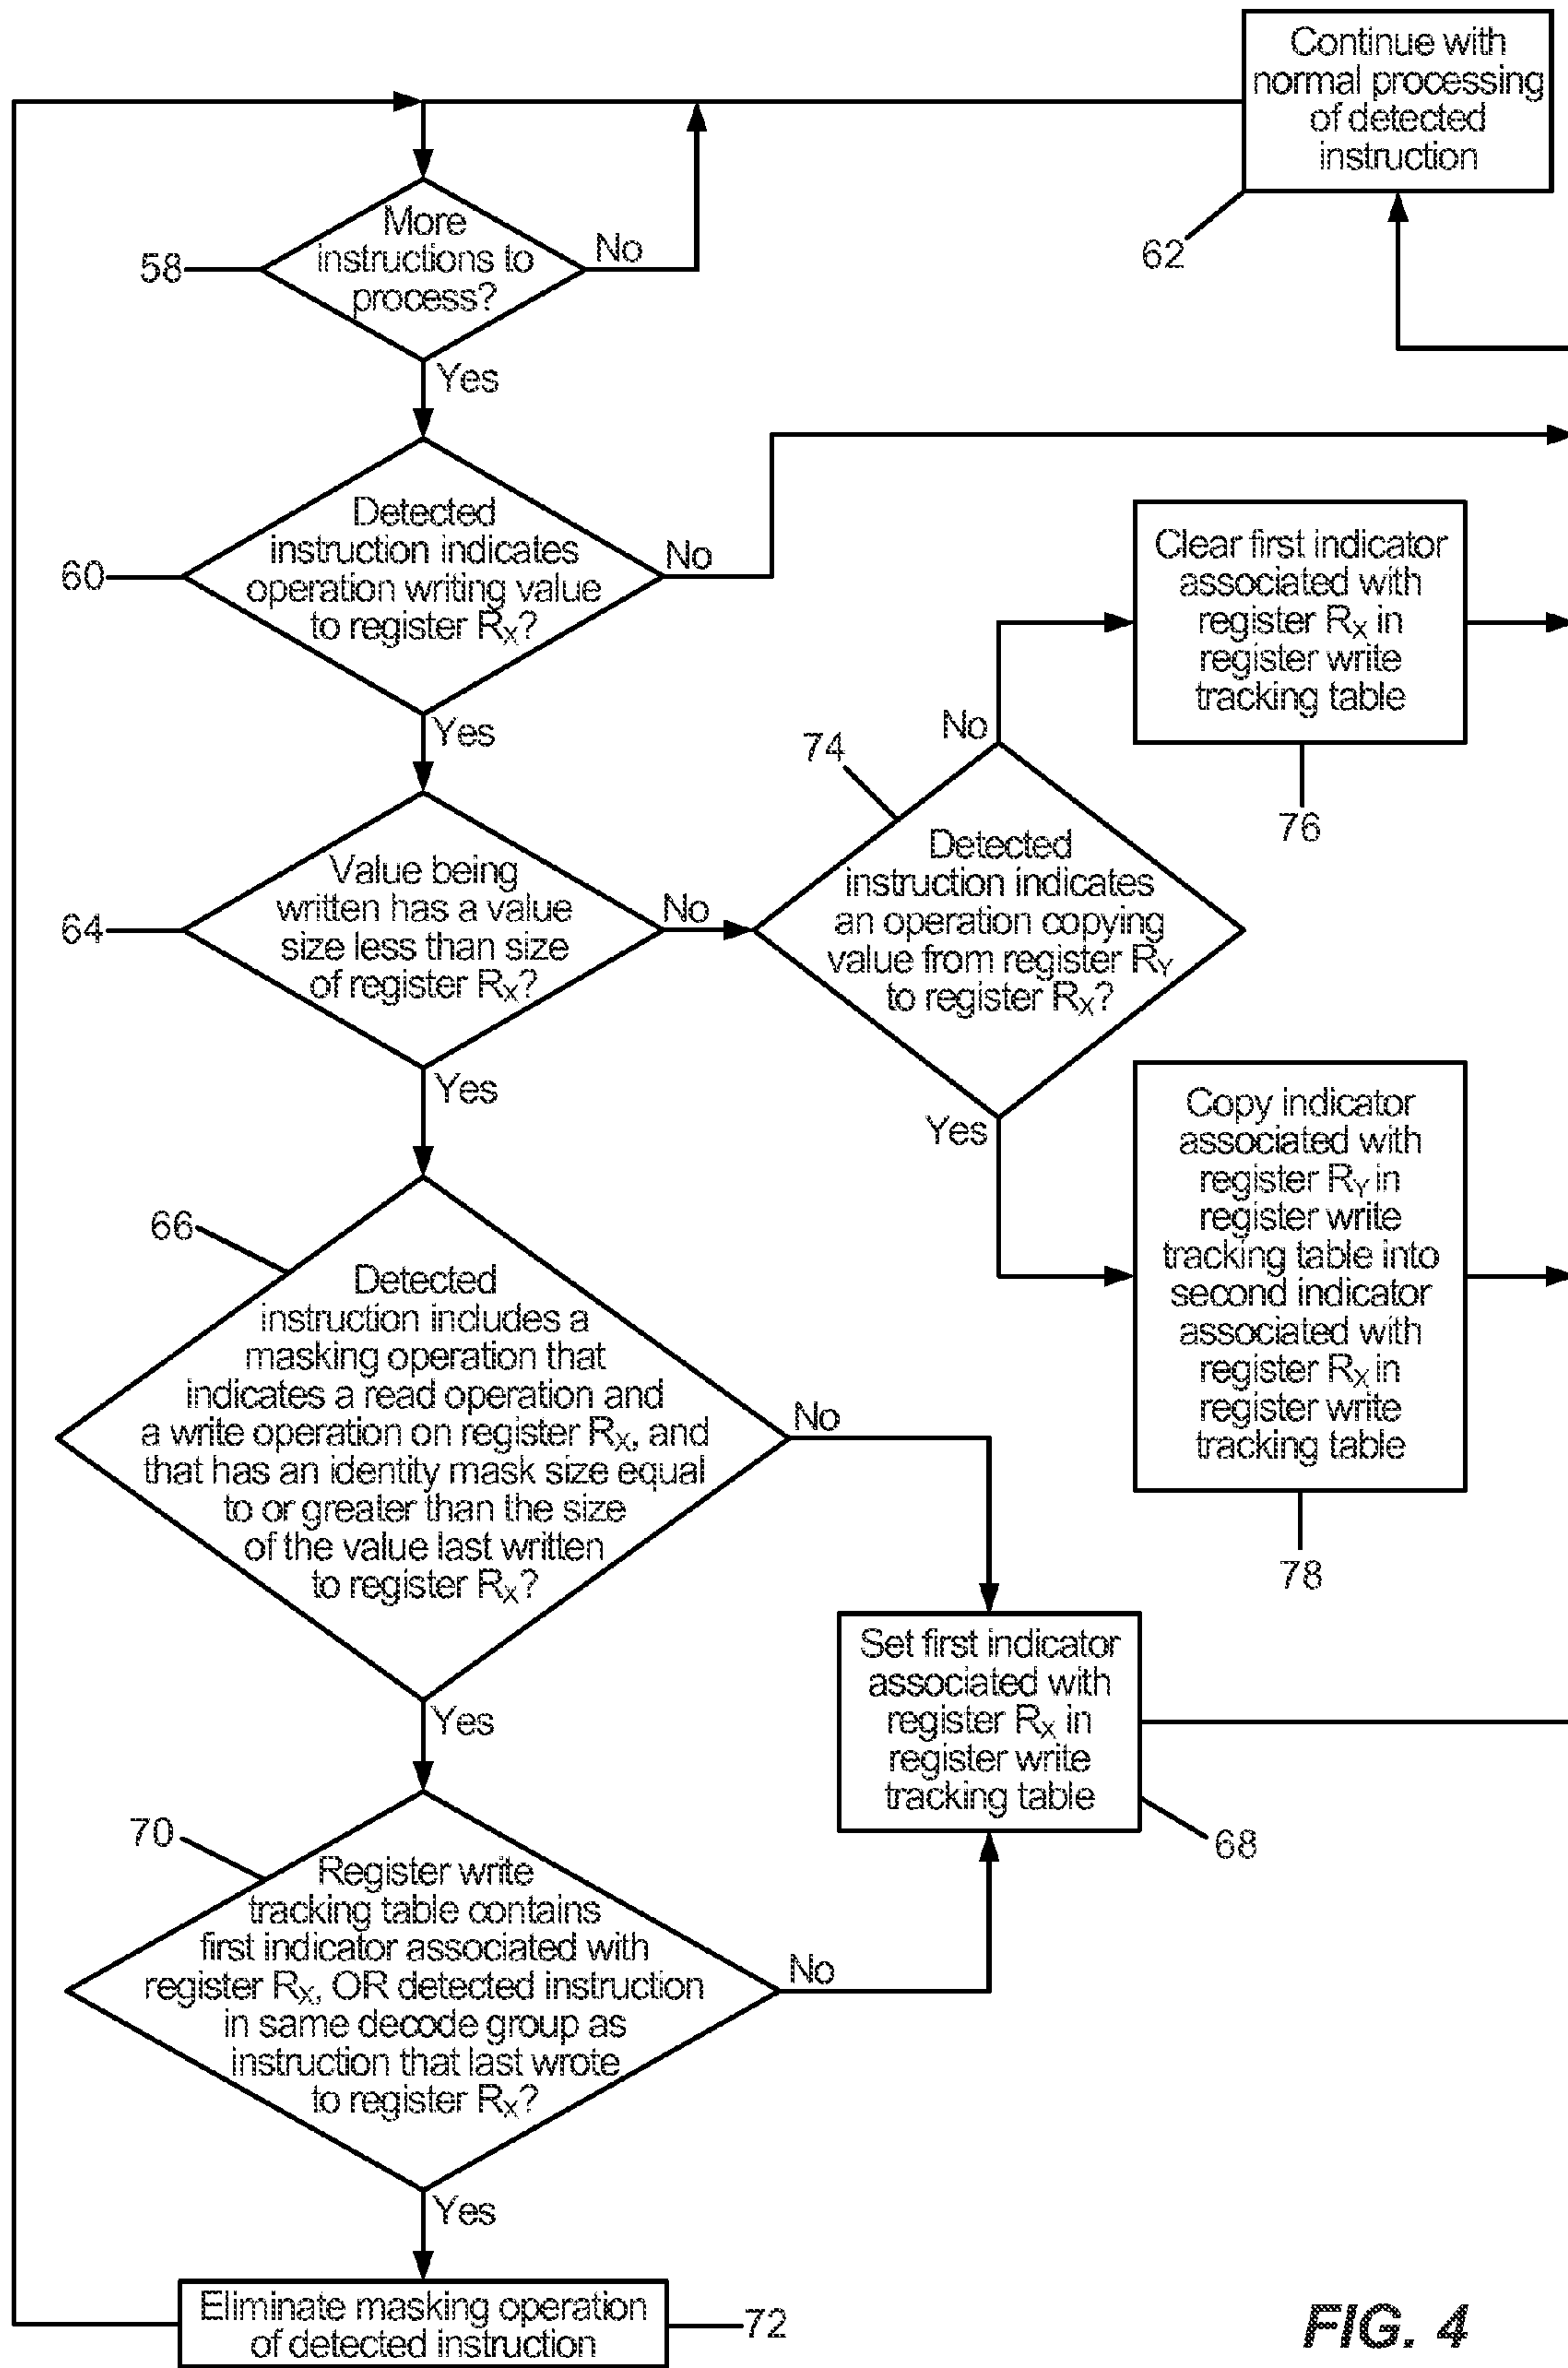 Continue with
normal processing
of detected
instruction
62
More
instructions to
process?
58
No
Yes
Detected
instruction indicates
operation writing value
to register RX?
60
No
Yes
Clear first indicator
associated with
register RX in
register write
tracking table
76
Value being
written has a value
size less than size
of register RX?
64
No
Yes
74
Detected
instruction indicates
an operation copying
value from register RY
to register RX?
No
Yes
Copy indicator
associated with
register RY in
register write
tracking table into
second indicator
associated with
register RX in
register write
tracking table
78
66
Detected
instruction includes a
masking operation that
indicates a read operation and
a write operation on register RX, and
that has an identity mask size equal
to or greater than the size
of the value last written
to register RX?
No
Yes
Set first indicator
associated with
register RX in
register write
tracking table
68
70
Register write
tracking table contains
first indicator associated with
register RX, OR detected instruction
in same decode group as
instruction that last wrote
to register RX?
No
Yes
Eliminate masking operation
of detected instruction
72
FIG. 4